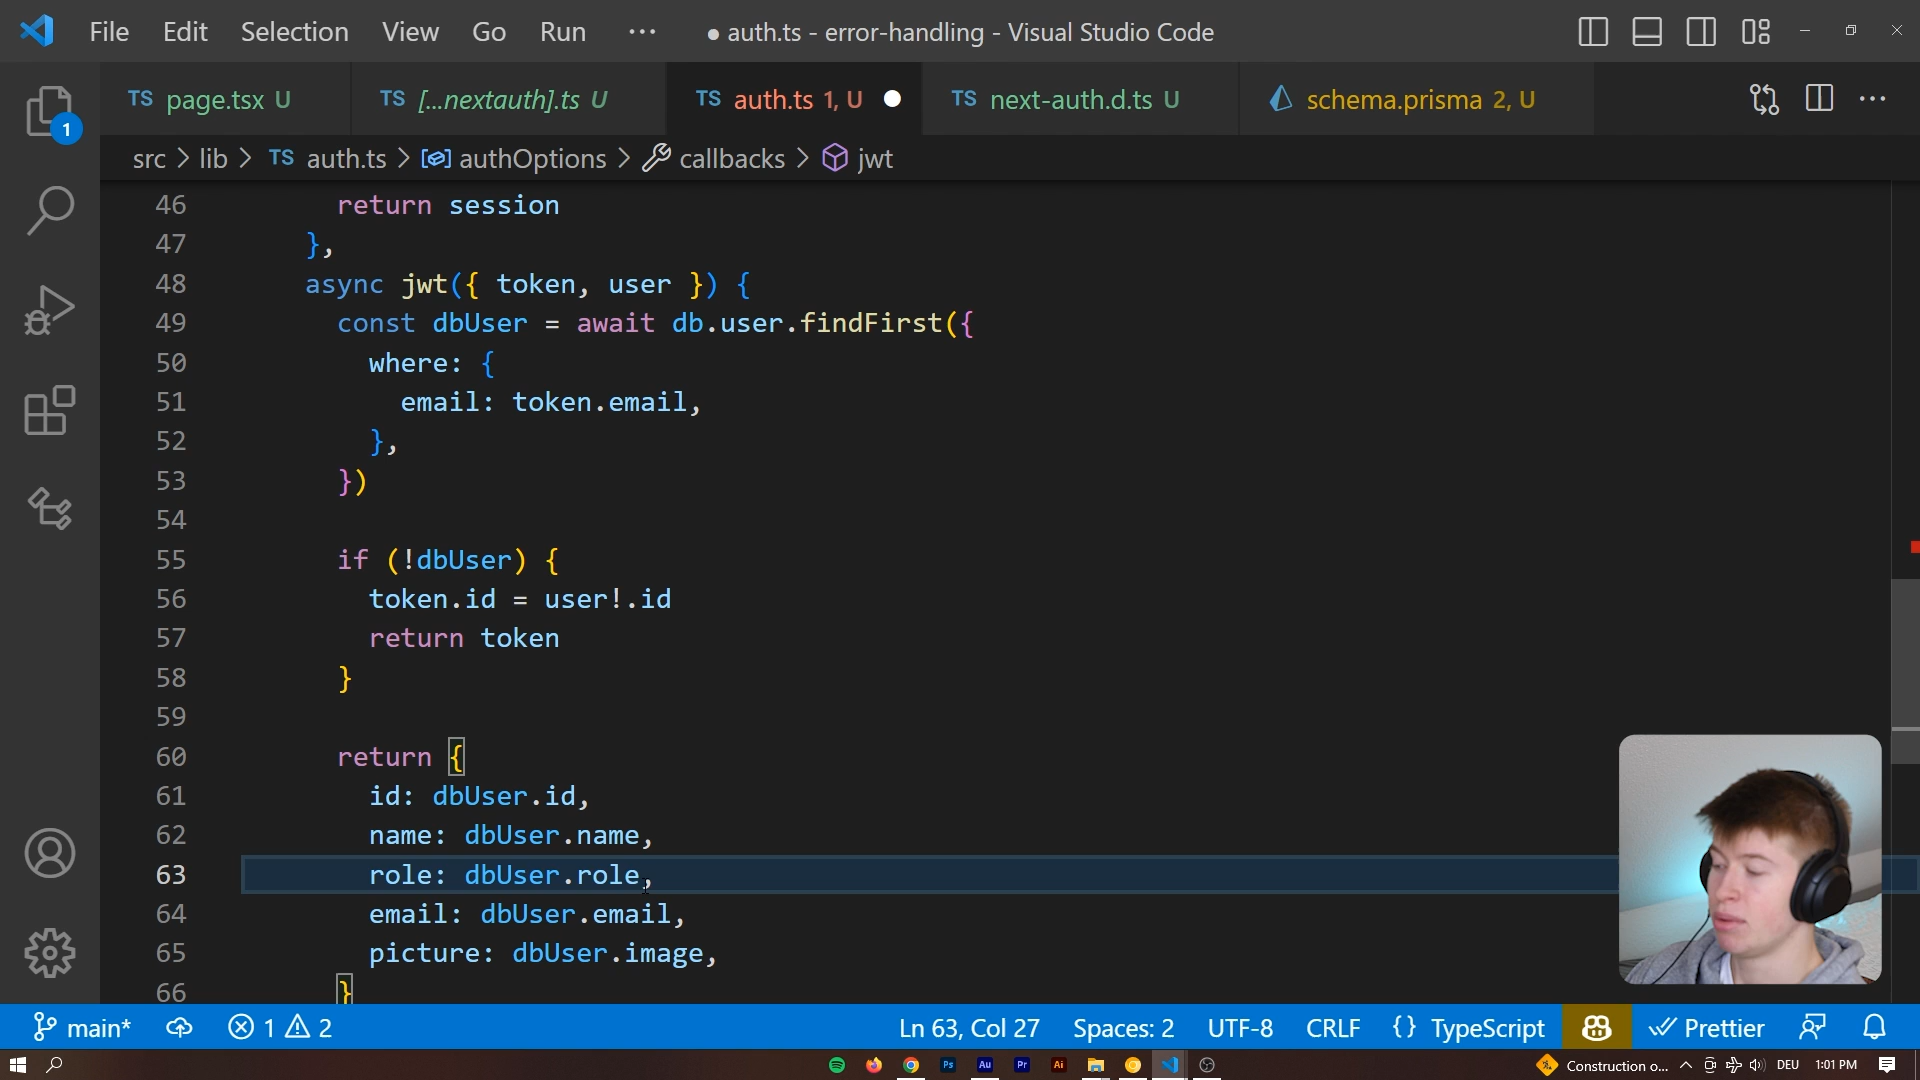 File Edit Selection View Go Run ··· ● auth.ts - error-handling - Visual Studio Code
TS page.tsx U TS [...nextauth].ts U TS auth.ts 1, U TS next-auth.d.ts U schema.prisma 2, U ···
1
src > lib > TS auth.ts > authOptions > callbacks > jwt
46 return session
47 },
48 async jwt({ token, user }) {
49 const dbUser = await db.user.findFirst({
50 where: {
51 email: token.email,
52 },
53 })
54
55 if (!dbUser) {
56 token.id = user!.id
57 return token
58 }
59
60 return {
61 id: dbUser.id,
62 name: dbUser.name,
63 role: dbUser.role,
64 email: dbUser.email,
65 picture: dbUser.image,
66 }
main* 1 2 Ln 63, Col 27 Spaces: 2 UTF-8 CRLF {} TypeScript Prettier
Ps Au Pr Ai Construction o... DEU 1:01 PM